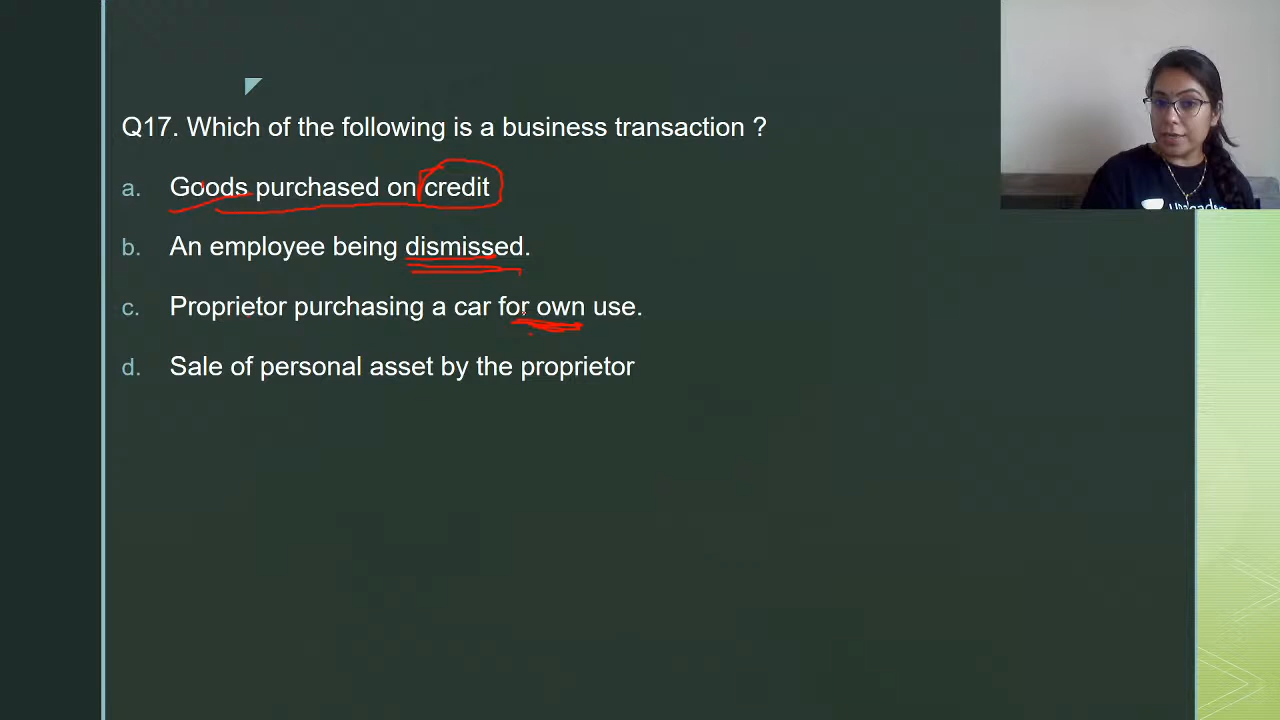 Q17. Which of the following is a business transaction ?
a. Goods purchased on credit
b. An employee being dismissed.
c. Proprietor purchasing a car for own use.
d. Sale of personal asset by the proprietor